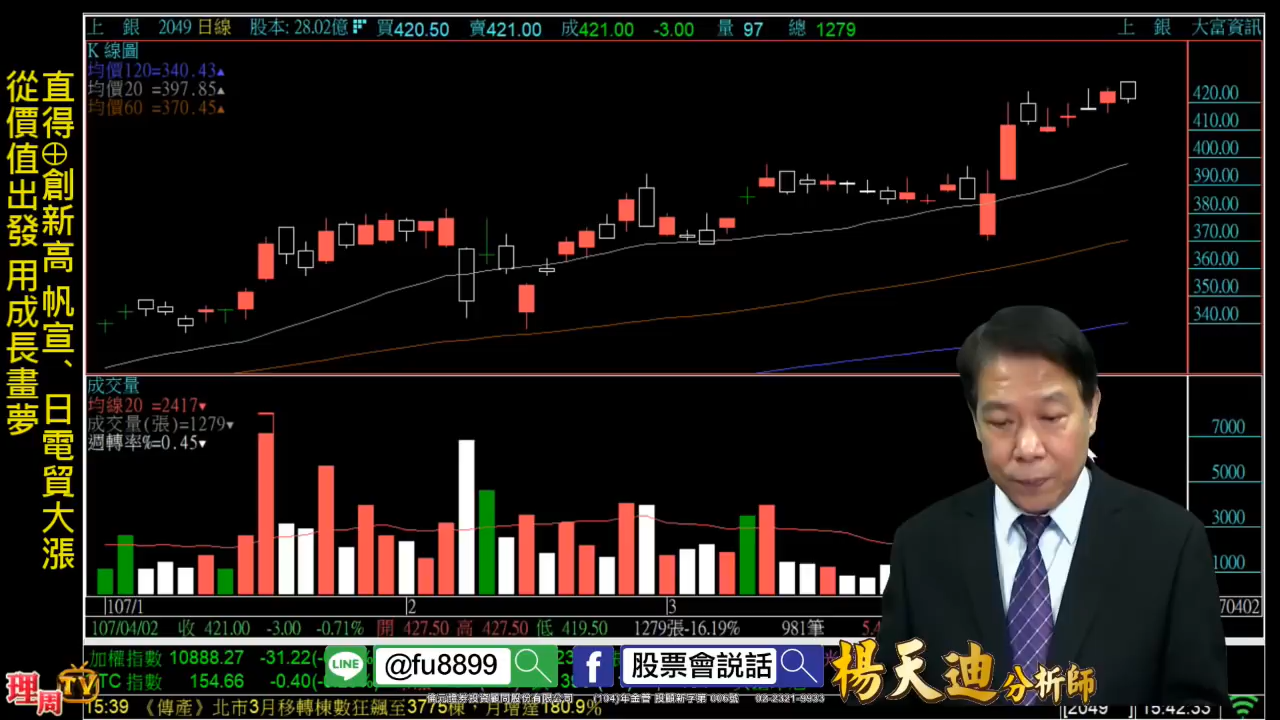 直得⊕創新高 帆宣、日電貿大漲
從價值出發 用成長畫夢
上 銀 2049 日線 股本: 28.02億 買420.50 賣421.00 成421.00 -3.00 量 97 總 1279 上 銀 大富資訊
K 線圖
均價120=340.43▲
均價20 =397.85▲
均價60 =370.45▲
420.00
410.00
400.00
390.00
380.00
370.00
360.00
350.00
340.00
成交量
均線20 =2417▼
成交量(張)=1279▼
週轉率%=0.45▼
7000
5000
3000
1000
107/1 2 3 70402
107/04/02 收 421.00 -3.00 -0.71% 開 427.50 高 427.50 低 419.50 1279張-16.19% 981筆 5.4
加權指數 10888.27 -31.22(-
TC 指數 154.66 -0.40(-
LINE @fu8899
f 股票會說話
楊天迪分析師
理周TV
02-2321-9933
15:39 《傳產》北市3月移轉棟數狂飆至3775棟，月增達180.9%
2049 15:42:33